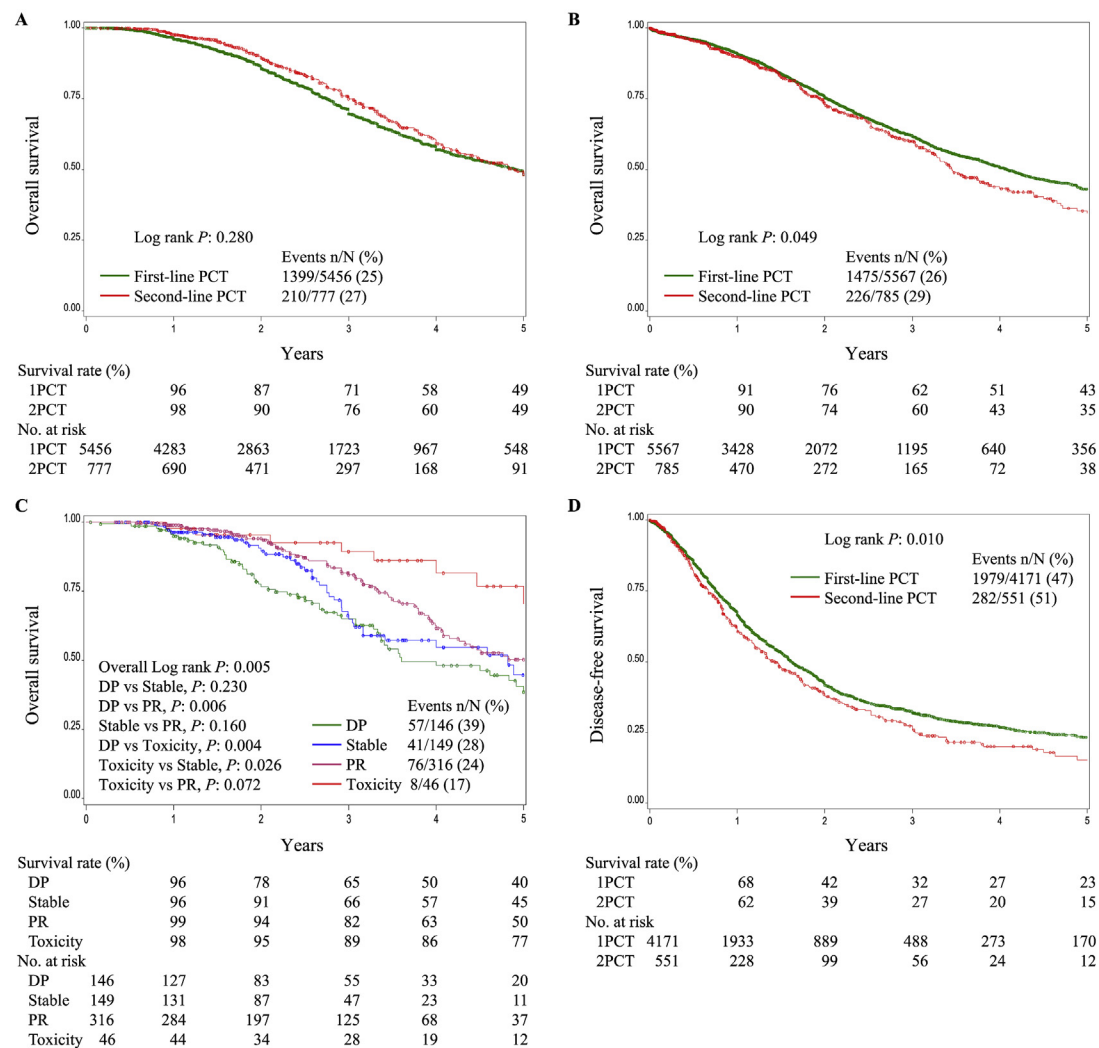 A
1.00
0.75
0.50
0.25
0.00
Overall survival
Log rank P: 0.280
Events n/N (%)
First-line PCT 1399/5456 (25)
Second-line PCT 210/777 (27)
0 1 2 3 4 5
Years
Survival rate (%)
1PCT 96 87 71 58 49
2PCT 98 90 76 60 49
No. at risk
1PCT 5456 4283 2863 1723 967 548
2PCT 777 690 471 297 168 91
B
1.00
0.75
0.50
0.25
0.00
Overall survival
Log rank P: 0.049
Events n/N (%)
First-line PCT 1475/5567 (26)
Second-line PCT 226/785 (29)
0 1 2 3 4 5
Years
Survival rate (%)
1PCT 91 76 62 51 43
2PCT 90 74 60 43 35
No. at risk
1PCT 5567 3428 2072 1195 640 356
2PCT 785 470 272 165 72 38
C
1.00
0.75
0.50
0.25
0.00
Overall survival
Overall Log rank P: 0.005
DP vs Stable, P: 0.230
DP vs PR, P: 0.006
Stable vs PR, P: 0.160
DP vs Toxicity, P: 0.004
Toxicity vs Stable, P: 0.026
Toxicity vs PR, P: 0.072
Events n/N (%)
DP 57/146 (39)
Stable 41/149 (28)
PR 76/316 (24)
Toxicity 8/46 (17)
0 1 2 3 4 5
Years
Survival rate (%)
DP 96 78 65 50 40
Stable 96 91 66 57 45
PR 99 94 82 63 50
Toxicity 98 95 89 86 77
No. at risk
DP 146 127 83 55 33 20
Stable 149 131 87 47 23 11
PR 316 284 197 125 68 37
Toxicity 46 44 34 28 19 12
D
1.00
0.75
0.50
0.25
0.00
Disease-free survival
Log rank P: 0.010
Events n/N (%)
First-line PCT 1979/4171 (47)
Second-line PCT 282/551 (51)
0 1 2 3 4 5
Years
Survival rate (%)
1PCT 68 42 32 27 23
2PCT 62 39 27 20 15
No. at risk
1PCT 4171 1933 889 488 273 170
2PCT 551 228 99 56 24 12